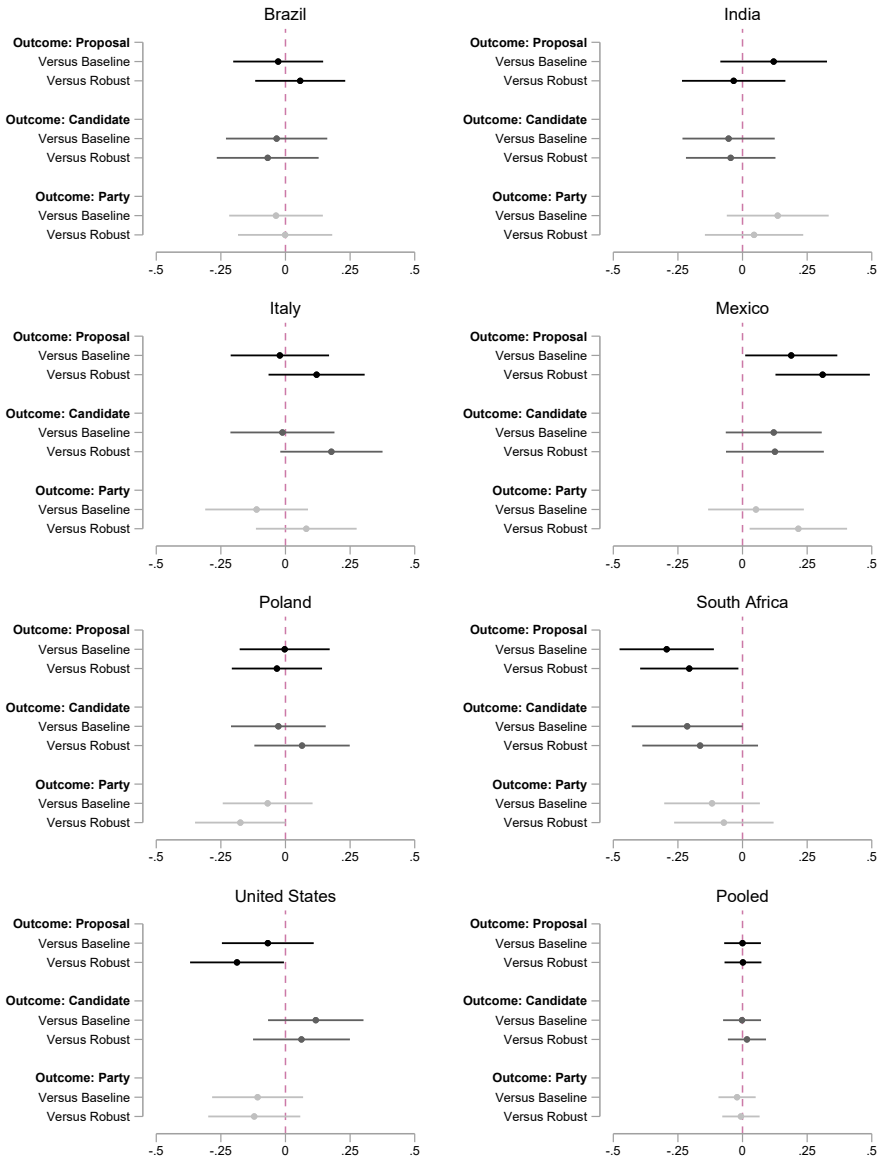 Brazil
Outcome: Proposal
Versus Baseline
Versus Robust
Outcome: Candidate
Versus Baseline
Versus Robust
Outcome: Party
Versus Baseline
Versus Robust
-.5 -.25 0 .25 .5
India
Outcome: Proposal
Versus Baseline
Versus Robust
Outcome: Candidate
Versus Baseline
Versus Robust
Outcome: Party
Versus Baseline
Versus Robust
-.5 -.25 0 .25 .5
Italy
Outcome: Proposal
Versus Baseline
Versus Robust
Outcome: Candidate
Versus Baseline
Versus Robust
Outcome: Party
Versus Baseline
Versus Robust
-.5 -.25 0 .25 .5
Mexico
Outcome: Proposal
Versus Baseline
Versus Robust
Outcome: Candidate
Versus Baseline
Versus Robust
Outcome: Party
Versus Baseline
Versus Robust
-.5 -.25 0 .25 .5
Poland
Outcome: Proposal
Versus Baseline
Versus Robust
Outcome: Candidate
Versus Baseline
Versus Robust
Outcome: Party
Versus Baseline
Versus Robust
-.5 -.25 0 .25 .5
South Africa
Outcome: Proposal
Versus Baseline
Versus Robust
Outcome: Candidate
Versus Baseline
Versus Robust
Outcome: Party
Versus Baseline
Versus Robust
-.5 -.25 0 .25 .5
United States
Outcome: Proposal
Versus Baseline
Versus Robust
Outcome: Candidate
Versus Baseline
Versus Robust
Outcome: Party
Versus Baseline
Versus Robust
-.5 -.25 0 .25 .5
Pooled
Outcome: Proposal
Versus Baseline
Versus Robust
Outcome: Candidate
Versus Baseline
Versus Robust
Outcome: Party
Versus Baseline
Versus Robust
-.5 -.25 0 .25 .5